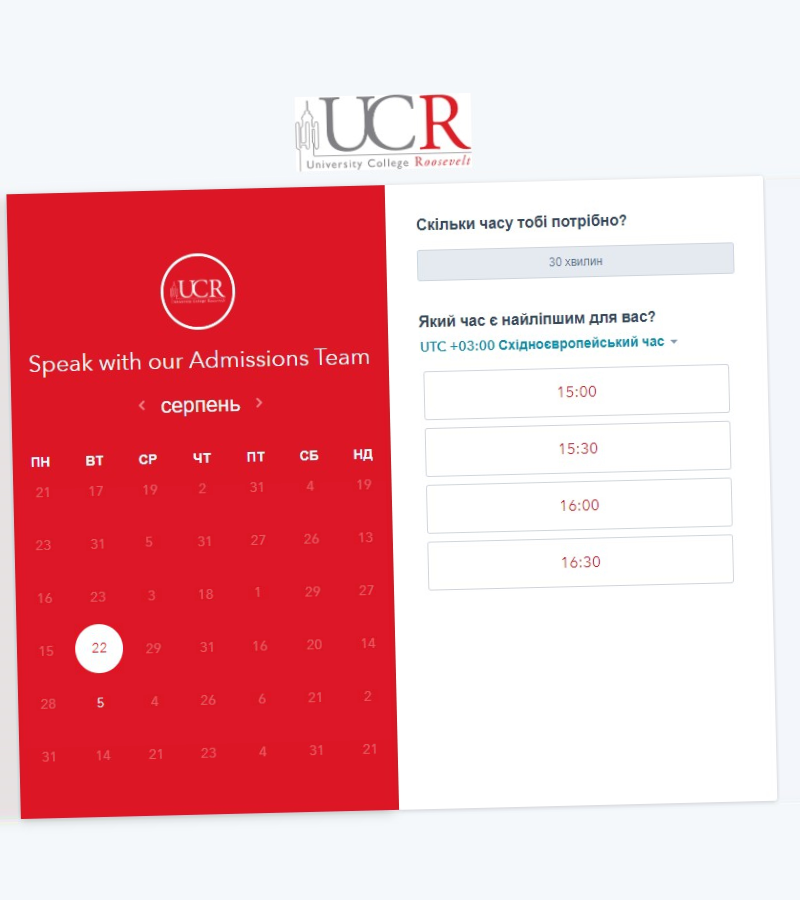 UCR
University College Roosevelt
UCR
Speak with our Admissions Team
серпень
ПН ВТ СР ЧТ ПТ СБ НД
21 17 19 2 31 4 19
23 31 5 31 27 26 13
16 23 3 18 1 29 27
15 22 29 31 16 20 14
28 5 4 26 6 21 2
31 14 21 23 4 31 21
Скільки часу тобі потрібно?
30 хвилин
Який час є найліпшим для вас?
UTC +03:00 Східноєвропейський час
15:00
15:30
16:00
16:30